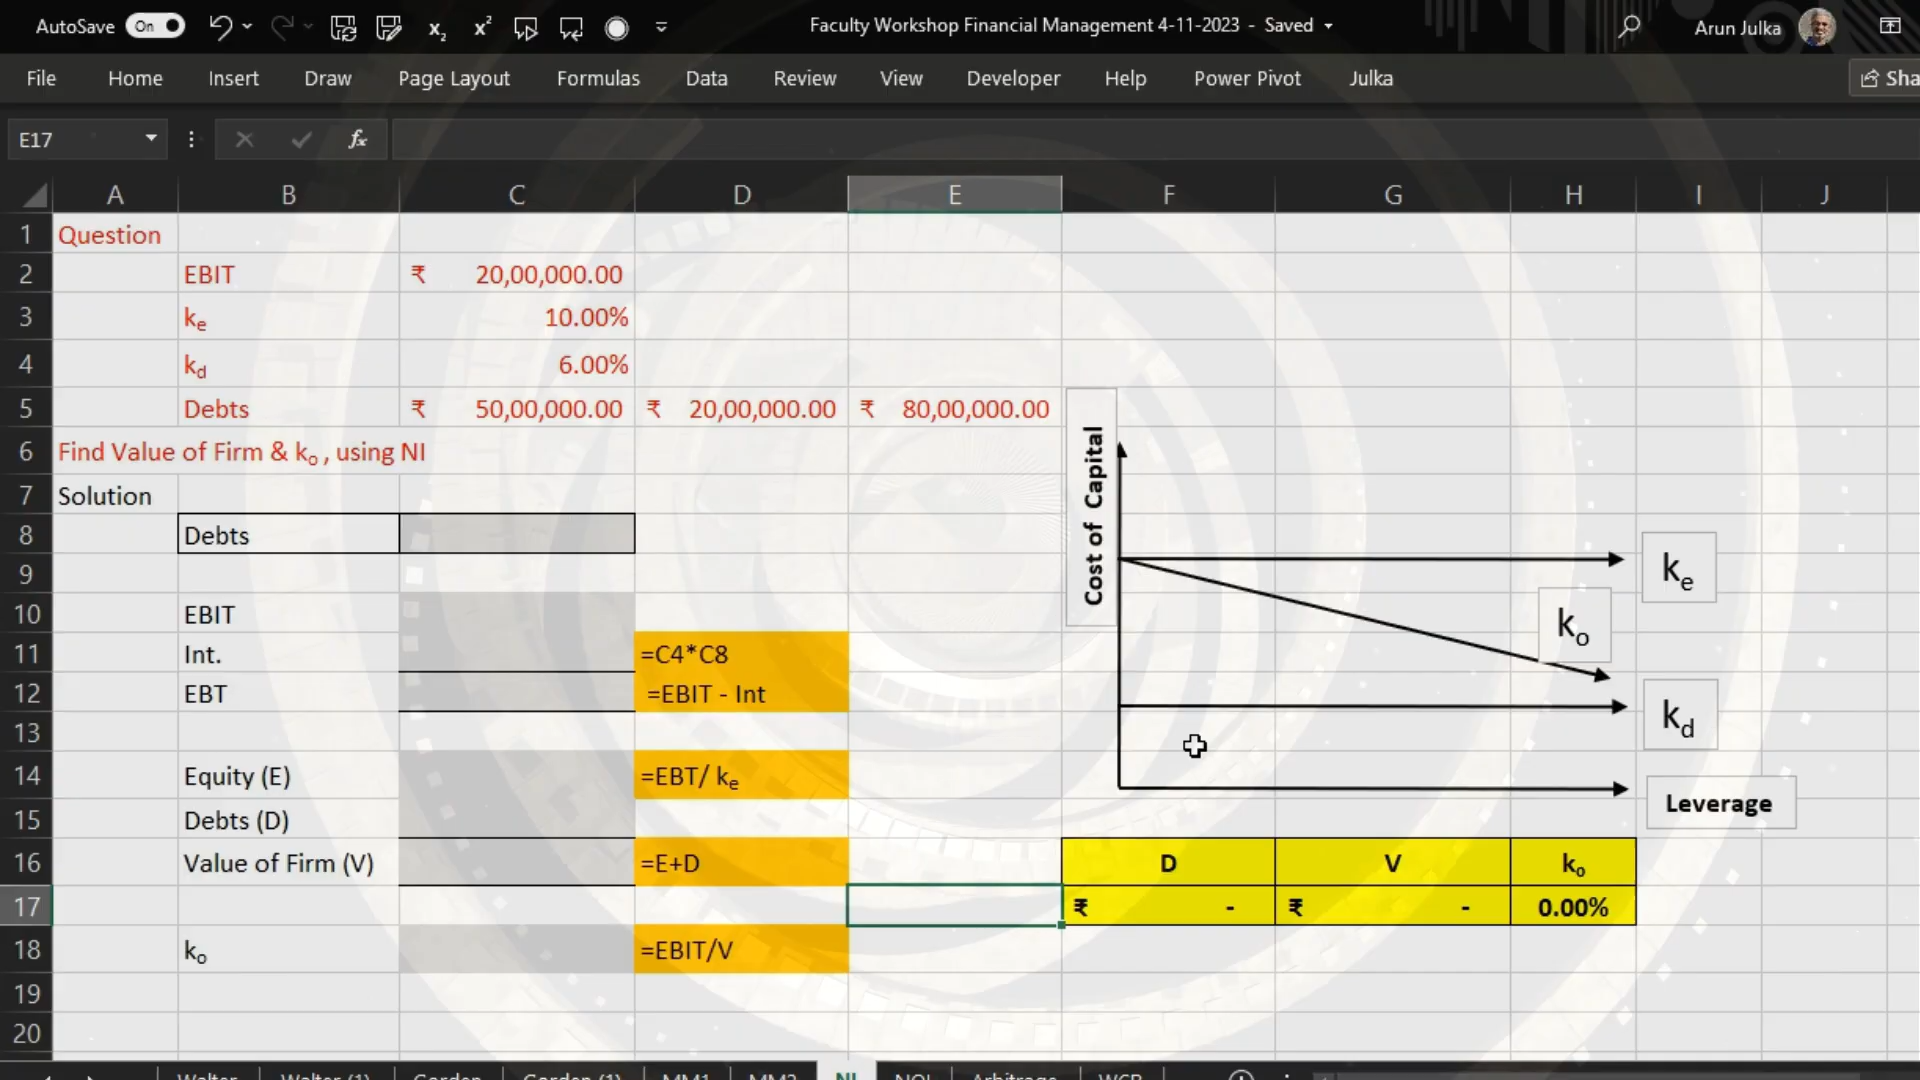 AutoSave On Faculty Workshop Financial Management 4-11-2023 - Saved Arun Julka
File Home Insert Draw Page Layout Formulas Data Review View Developer Help Power Pivot Julka
E17 fx
A B C D E F G H I J
1 Question
2 EBIT ₹ 20,00,000.00
3 ke 10.00%
4 kd 6.00%
5 Debts ₹ 50,00,000.00 ₹ 20,00,000.00 ₹ 80,00,000.00
6 Find Value of Firm & ko , using NI
7 Solution
8 Debts
9
10 EBIT
11 Int. =C4*C8
12 EBT =EBIT - Int
13
14 Equity (E) =EBT/ ke
15 Debts (D)
16 Value of Firm (V) =E+D D V ko
17 ₹ - ₹ - 0.00%
18 ko =EBIT/V
19
20
Cost of Capital
ke
ko
kd
Leverage